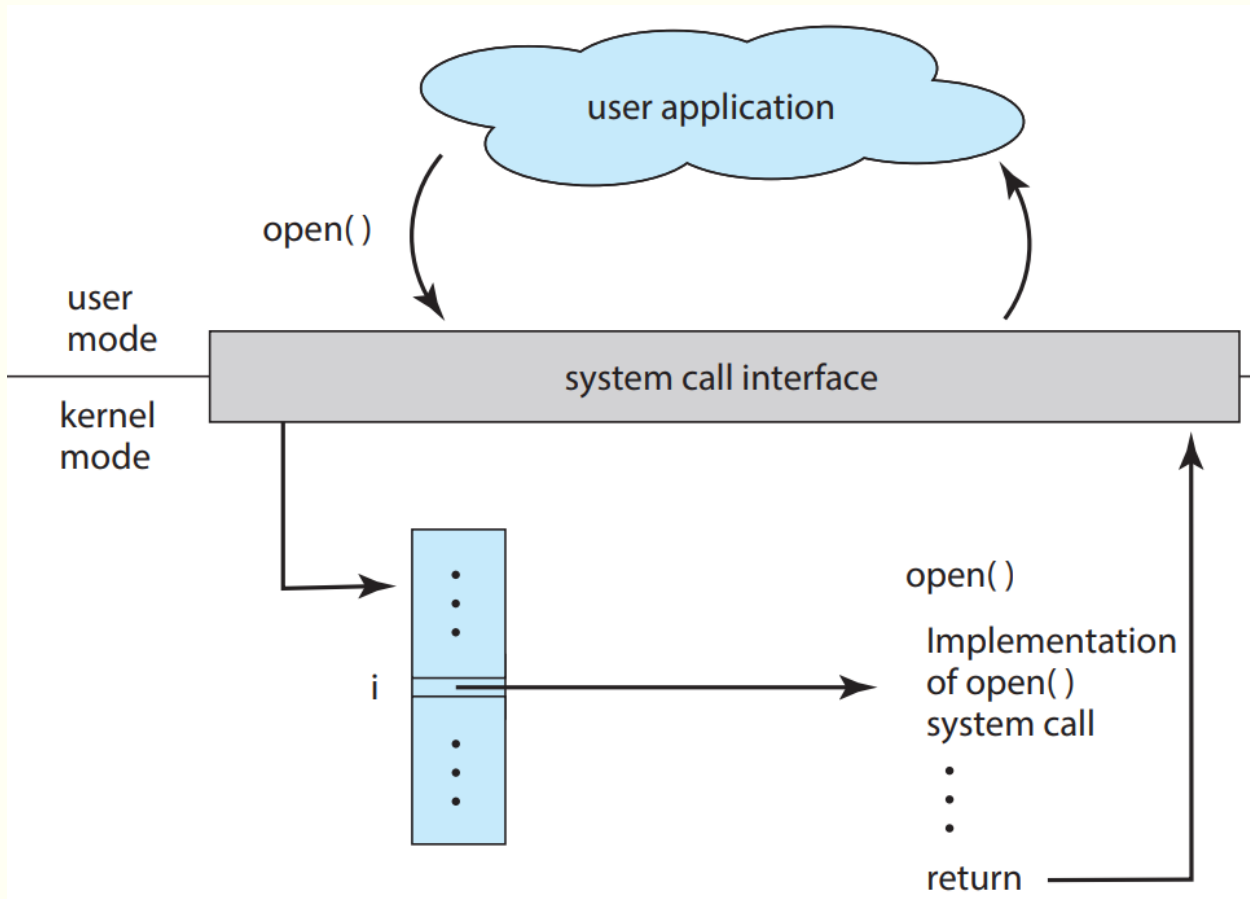 user application
open( )
user
mode
system call interface
kernel
mode
open( )
i
Implementation
of open( )
system call
return